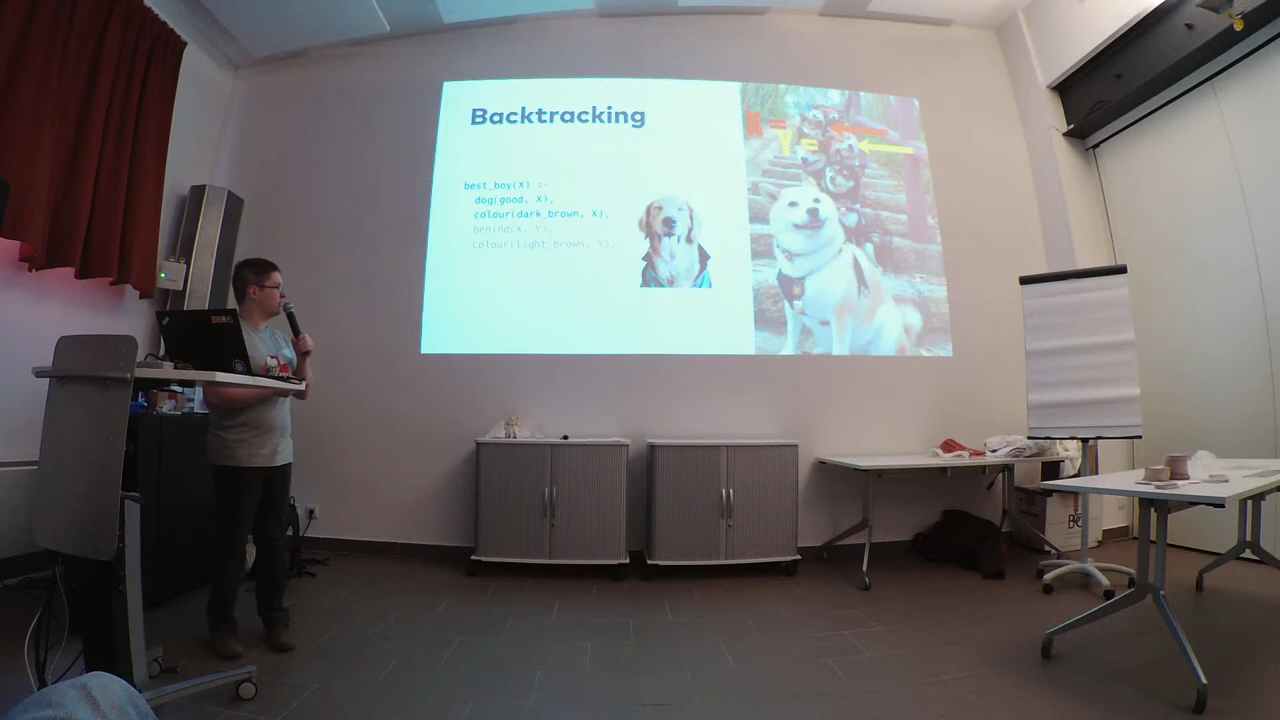 Backtracking
best_boy(X) :-
dog(good, X),
colour(dark_brown, X),
behind(X, Y),
colour(light_brown, Y).
X =
Y =